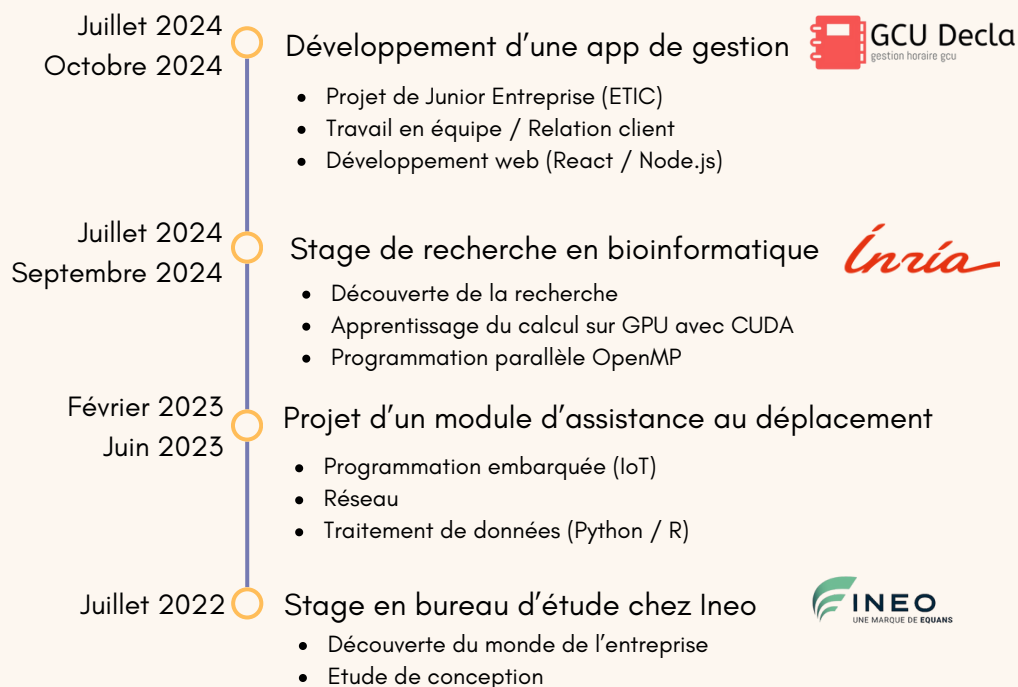 Juillet 2024
Octobre 2024
Développement d'une app de gestion
GCU Decla
gestion horaire gcu
• Projet de Junior Entreprise (ETIC)
• Travail en équipe / Relation client
• Développement web (React / Node.js)
Juillet 2024
Septembre 2024
Stage de recherche en bioinformatique
Ínría
• Découverte de la recherche
• Apprentissage du calcul sur GPU avec CUDA
• Programmation parallèle OpenMP
Février 2023
Juin 2023
Projet d'un module d'assistance au déplacement
• Programmation embarquée (IoT)
• Réseau
• Traitement de données (Python / R)
Juillet 2022
Stage en bureau d'étude chez Ineo
INEO
UNE MARQUE DE EQUANS
• Découverte du monde de l'entreprise
• Etude de conception